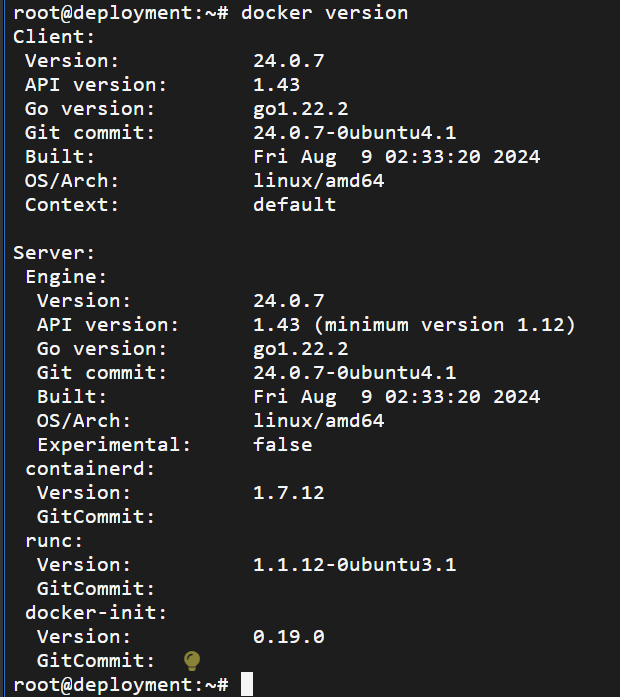 root@deployment:~# docker version
Client:
 Version:           24.0.7
 API version:       1.43
 Go version:        go1.22.2
 Git commit:        24.0.7-0ubuntu4.1
 Built:             Fri Aug  9 02:33:20 2024
 OS/Arch:           linux/amd64
 Context:           default

Server:
 Engine:
  Version:          24.0.7
  API version:      1.43 (minimum version 1.12)
  Go version:       go1.22.2
  Git commit:       24.0.7-0ubuntu4.1
  Built:            Fri Aug  9 02:33:20 2024
  OS/Arch:          linux/amd64
  Experimental:     false
 containerd:
  Version:          1.7.12
  GitCommit:
 runc:
  Version:          1.1.12-0ubuntu3.1
  GitCommit:
 docker-init:
  Version:          0.19.0
  GitCommit:
root@deployment:~#